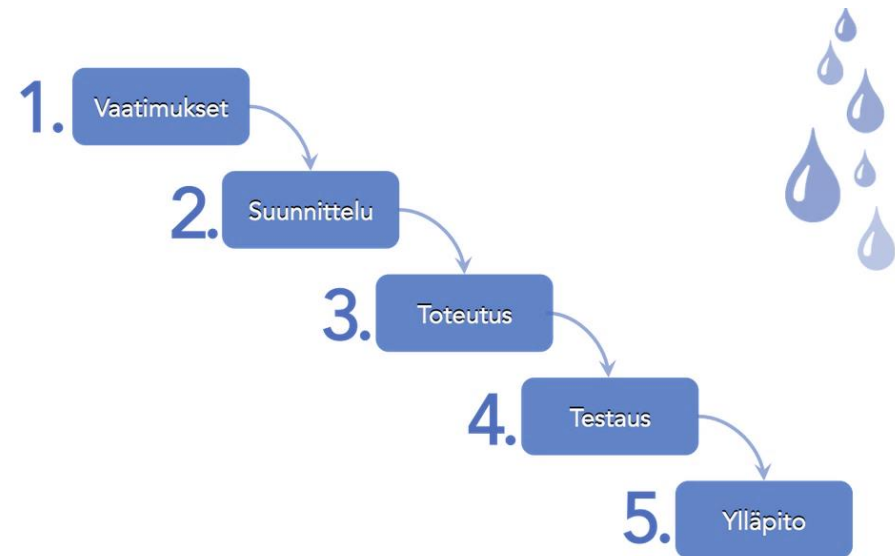 1. Vaatimukset
2. Suunnittelu
3. Toteutus
4. Testaus
5. Ylläpito